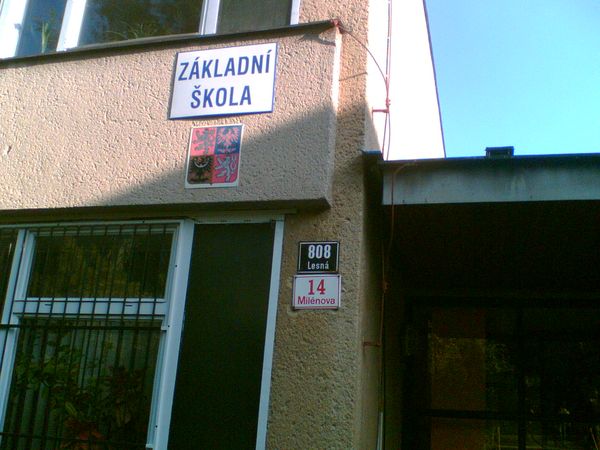 ZÁKLADNÍ
ŠKOLA
808
Lesná
14
Milénova